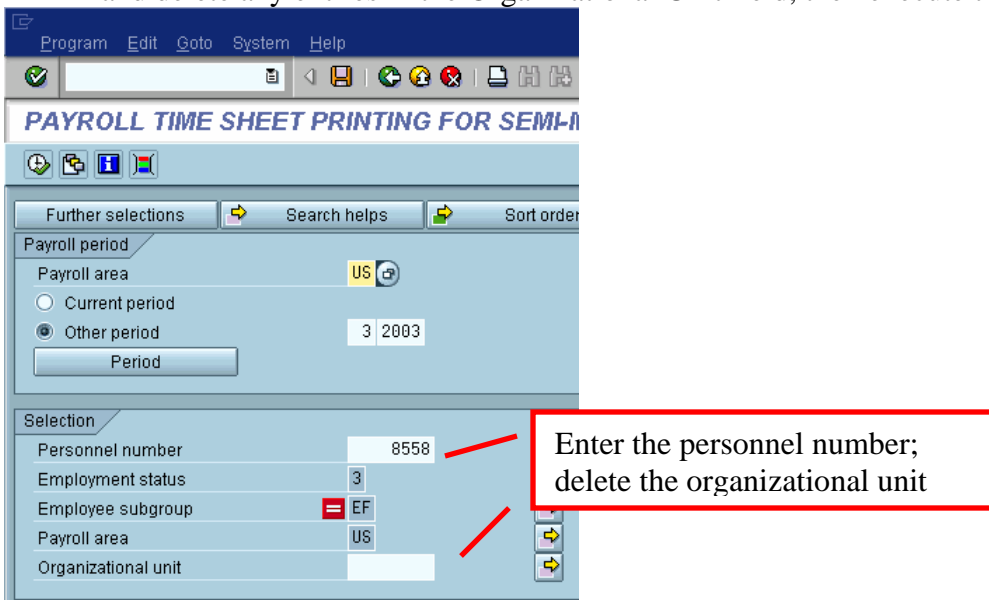 Program Edit Goto System Help
PAYROLL TIME SHEET PRINTING FOR SEMI-
Further selections Search helps Sort order
Payroll period
Payroll area US
Current period
Other period 3 2003
Period
Selection
Personnel number 8558
Employment status 3
Employee subgroup EF
Payroll area US
Organizational unit
Enter the personnel number;
delete the organizational unit